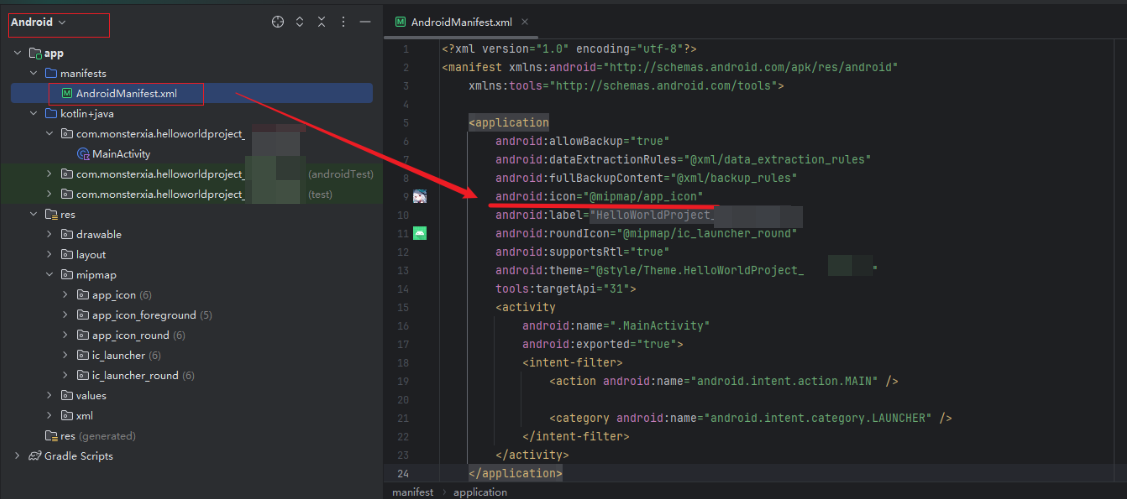 Android
app
manifests
AndroidManifest.xml
kotlin+java
com.monsterxia.helloworldproject_
MainActivity
com.monsterxia.helloworldproject_ (androidTest)
com.monsterxia.helloworldproject_ (test)
res
drawable
layout
mipmap
app_icon (6)
app_icon_foreground (5)
app_icon_round (6)
ic_launcher (6)
ic_launcher_round (6)
values
xml
res (generated)
Gradle Scripts
AndroidManifest.xml
1 <?xml version="1.0" encoding="utf-8"?>
2 <manifest xmlns:android="http://schemas.android.com/apk/res/android"
3 xmlns:tools="http://schemas.android.com/tools">
4
5 <application
6 android:allowBackup="true"
7 android:dataExtractionRules="@xml/data_extraction_rules"
8 android:fullBackupContent="@xml/backup_rules"
9 android:icon="@mipmap/app_icon"
10 android:label="HelloWorldProject_
11 android:roundIcon="@mipmap/ic_launcher_round"
12 android:supportsRtl="true"
13 android:theme="@style/Theme.HelloWorldProject_ "
14 tools:targetApi="31">
15 <activity
16 android:name=".MainActivity"
17 android:exported="true">
18 <intent-filter>
19 <action android:name="android.intent.action.MAIN" />
20
21 <category android:name="android.intent.category.LAUNCHER" />
22 </intent-filter>
23 </activity>
24 </application>
manifest > application